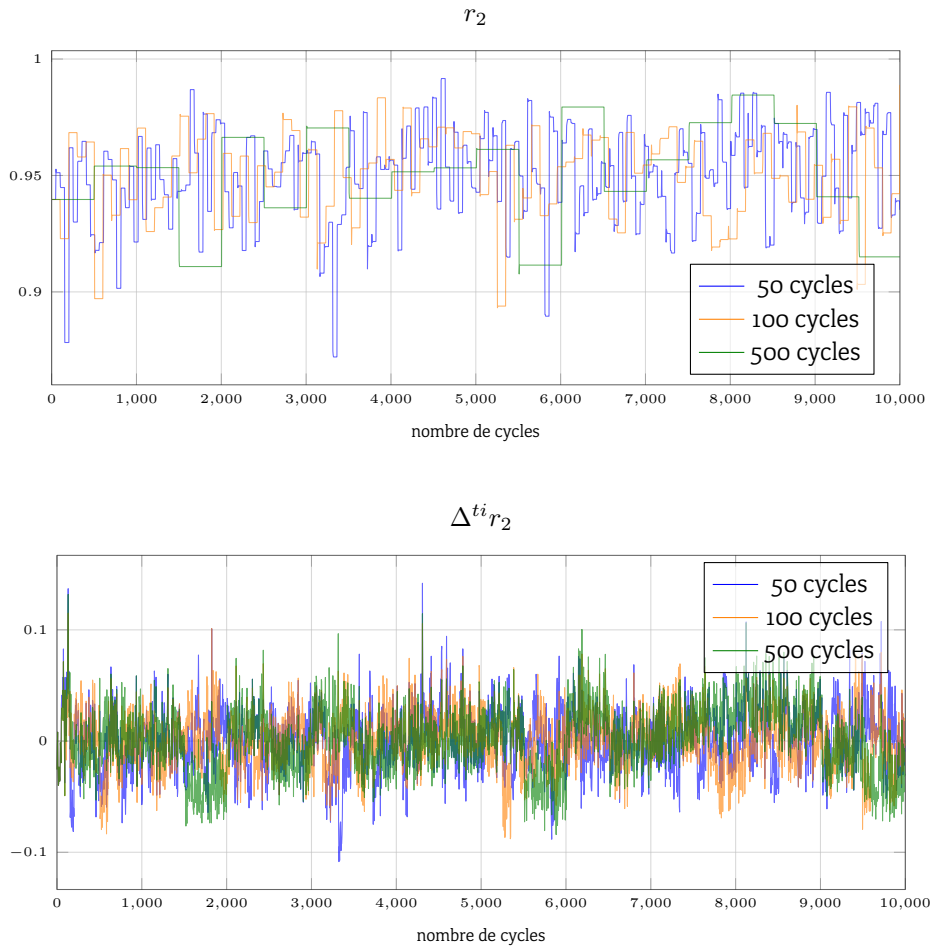 r₂
1
0.95
0.9
50 cycles
100 cycles
500 cycles
0 1,000 2,000 3,000 4,000 5,000 6,000 7,000 8,000 9,000 10,000
nombre de cycles
Δᵗⁱr₂
50 cycles
100 cycles
500 cycles
0.1
0
−0.1
0 1,000 2,000 3,000 4,000 5,000 6,000 7,000 8,000 9,000 10,000
nombre de cycles